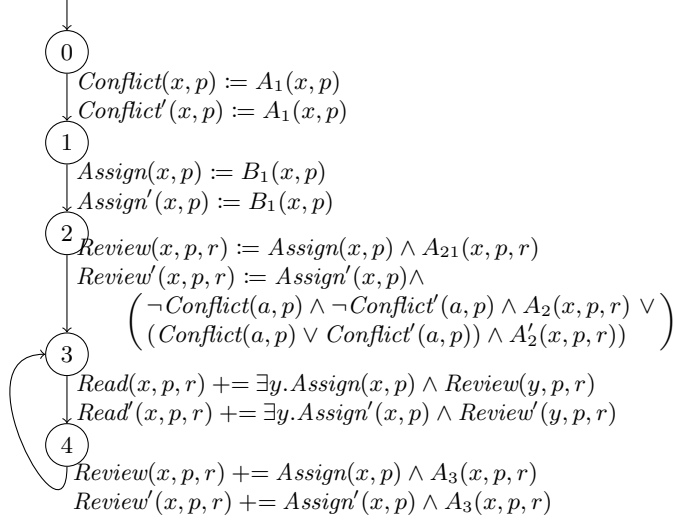 0
Conflict(x, p) := A₁(x, p)
Conflict′(x, p) := A₁(x, p)
1
Assign(x, p) := B₁(x, p)
Assign′(x, p) := B₁(x, p)
2
Review(x, p, r) := Assign(x, p) ∧ A₂₁(x, p, r)
Review′(x, p, r) := Assign′(x, p)∧
( ¬Conflict(a, p) ∧ ¬Conflict′(a, p) ∧ A₂(x, p, r) ∨
(Conflict(a, p) ∨ Conflict′(a, p)) ∧ A′₂(x, p, r)) )
3
Read(x, p, r) += ∃y.Assign(x, p) ∧ Review(y, p, r)
Read′(x, p, r) += ∃y.Assign′(x, p) ∧ Review′(y, p, r)
4
Review(x, p, r) += Assign(x, p) ∧ A₃(x, p, r)
Review′(x, p, r) += Assign′(x, p) ∧ A₃(x, p, r)